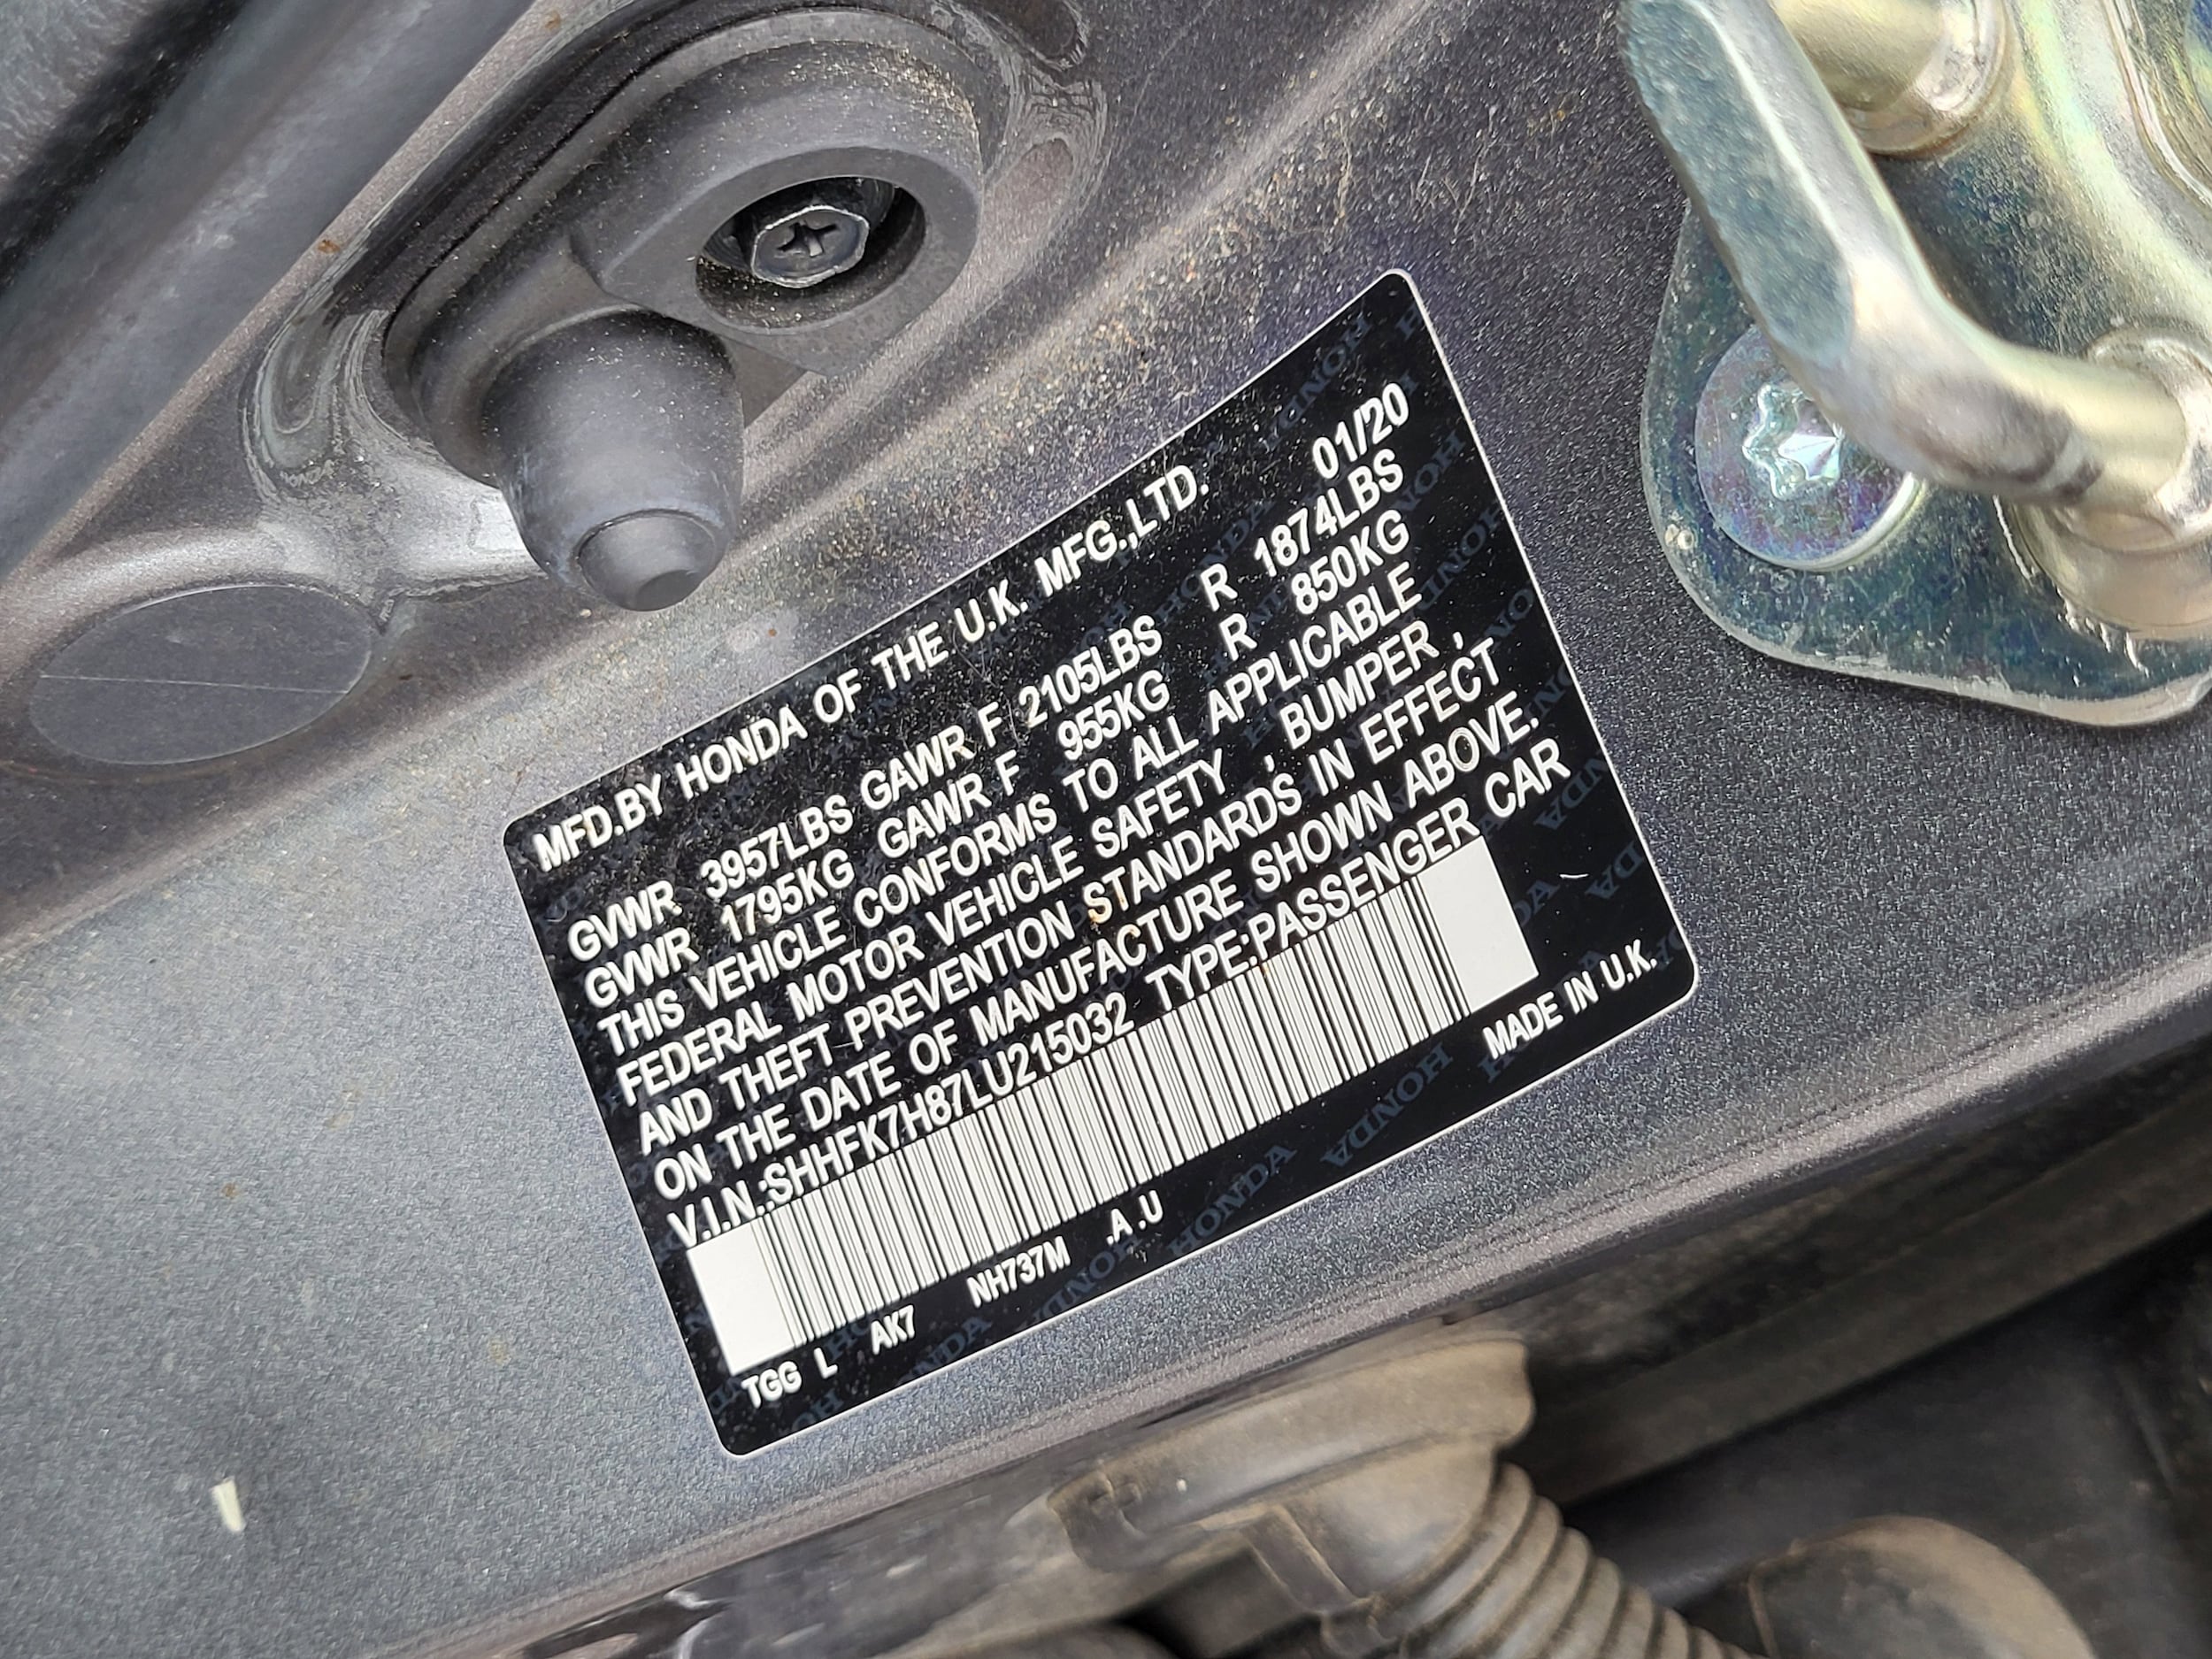 MFD.BY HONDA OF THE U.K. MFG.,LTD. 01/20
GVWR 3957LBS GAWR F 2105LBS R 1874LBS
GVWR 1795KG GAWR F 955KG R 850KG
THIS VEHICLE CONFORMS TO ALL APPLICABLE
FEDERAL MOTOR VEHICLE SAFETY , BUMPER ,
AND THEFT PREVENTION STANDARDS IN EFFECT
ON THE DATE OF MANUFACTURE SHOWN ABOVE.
V.I.N.:SHHFK7H87LU215032 TYPE:PASSENGER CAR
TGG L AK7 NH737M .A .U MADE IN U.K.